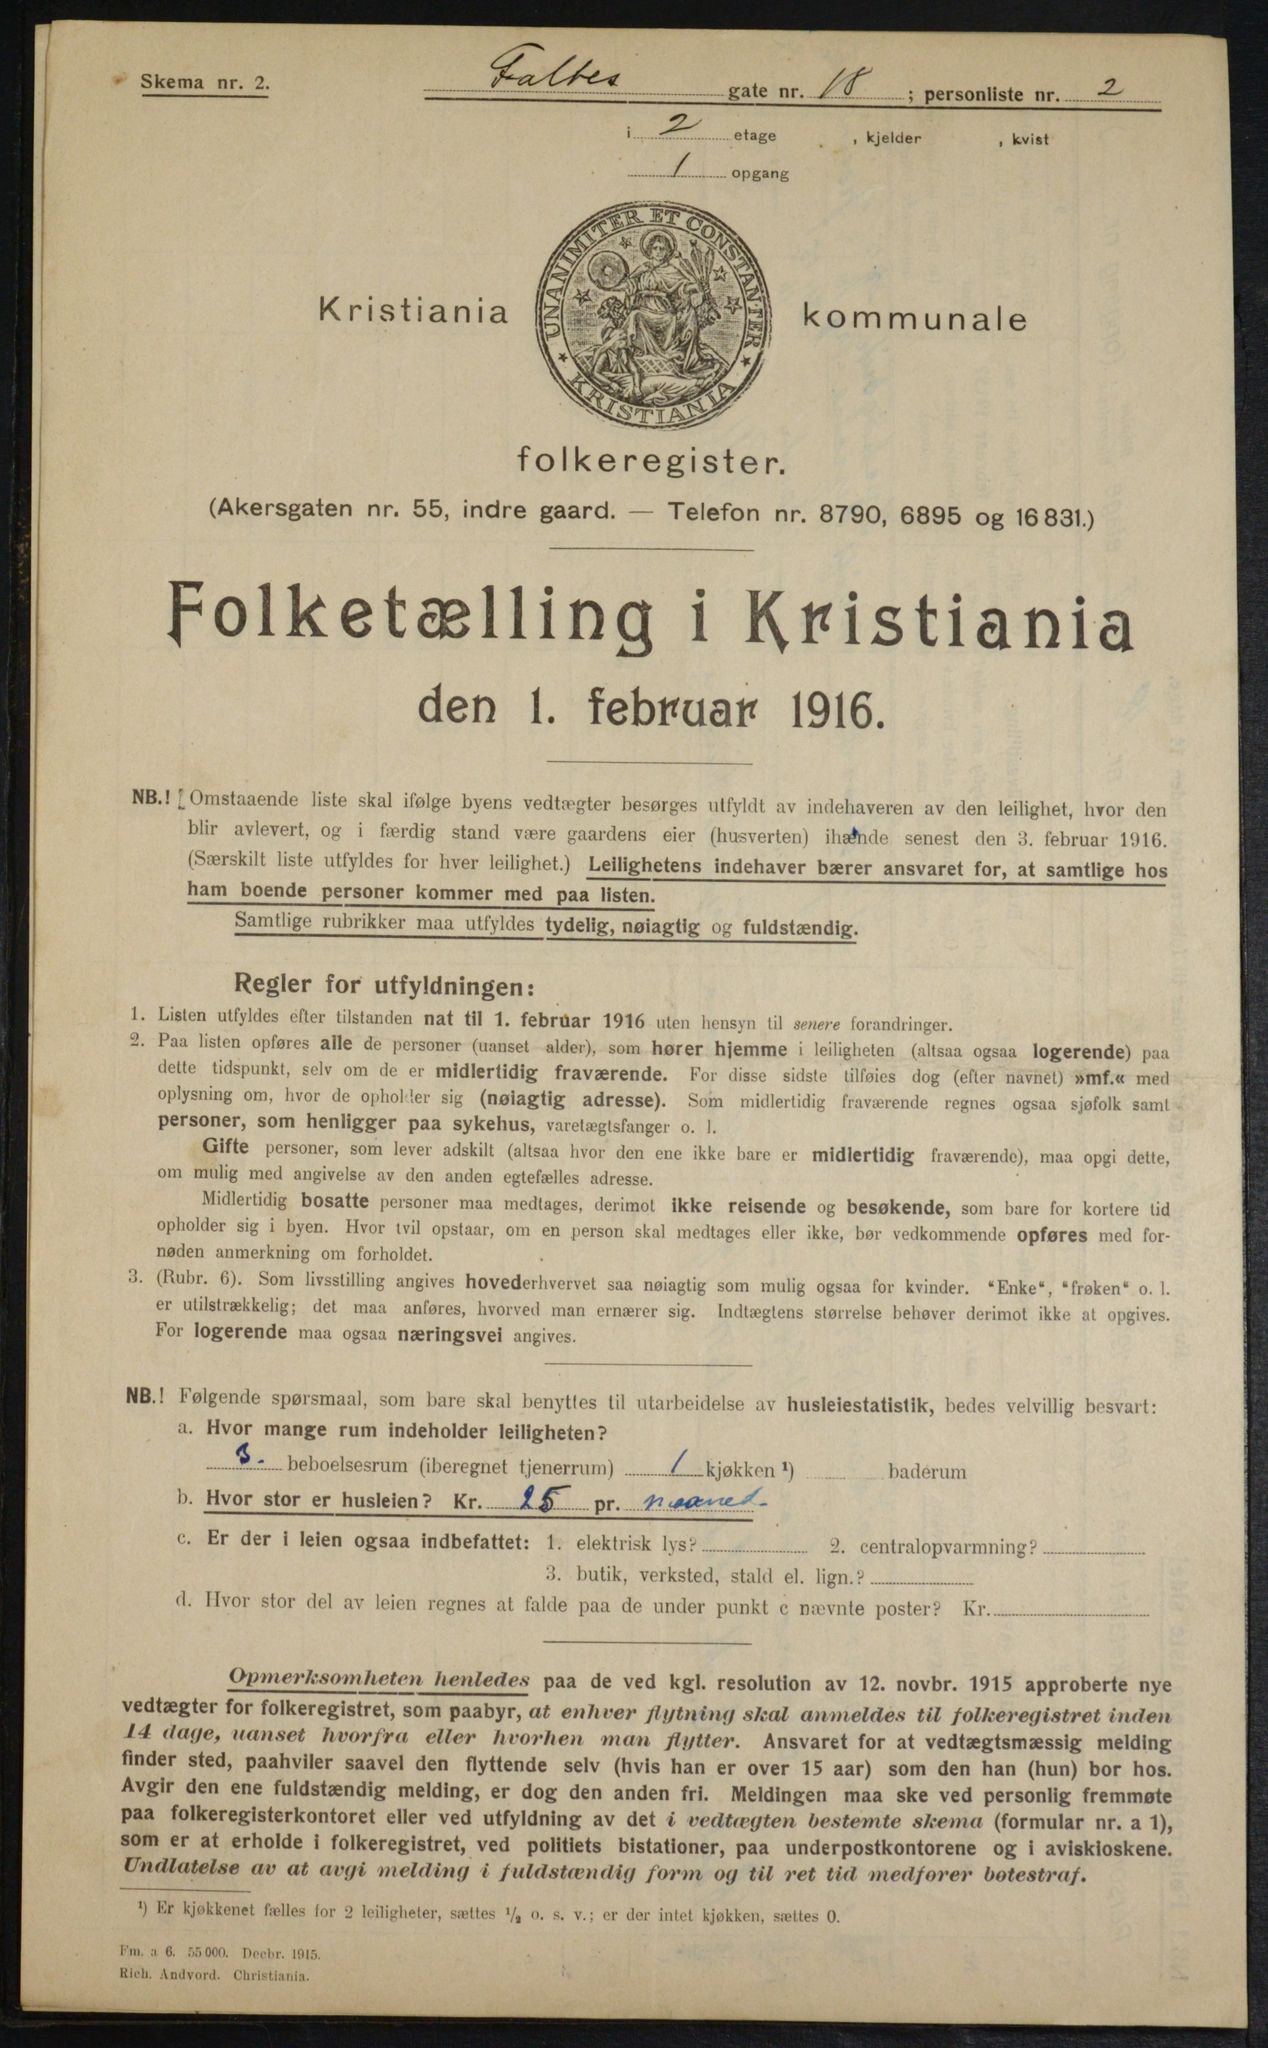 Skema nr. 2.
Falbes gate nr. 18 ; personliste nr. 2
i 2 etage , kjelder , kvist
1 opgang
UNANIMITER ET CONSTANTER
KRISTIANIA
Kristiania kommunale
folkeregister.
(Akersgaten nr. 55, indre gaard. — Telefon nr. 8790, 6895 og 16 831.)
Folketælling i Kristiania
den 1. februar 1916.
NB.! Omstaaende liste skal ifølge byens vedtægter besørges utfyldt av indehaveren av den leilighet, hvor den
blir avlevert, og i færdig stand være gaardens eier (husverten) ihænde senest den 3. februar 1916.
(Særskilt liste utfyldes for hver leilighet.) Leilighetens indehaver bærer ansvaret for, at samtlige hos
ham boende personer kommer med paa listen.
Samtlige rubrikker maa utfyldes tydelig, nøiagtig og fuldstændig.
Regler for utfyldningen:
1. Listen utfyldes efter tilstanden nat til 1. februar 1916 uten hensyn til senere forandringer.
2. Paa listen opføres alle de personer (uanset alder), som hører hjemme i leiligheten (altsaa ogsaa logerende) paa
dette tidspunkt, selv om de er midlertidig fraværende. For disse sidste tilføies dog (efter navnet) »mf.« med
oplysning om, hvor de opholder sig (nøiagtig adresse). Som midlertidig fraværende regnes ogsaa sjøfolk samt
personer, som henligger paa sykehus, varetægtsfanger o. l.
Gifte personer, som lever adskilt (altsaa hvor den ene ikke bare er midlertidig fraværende), maa opgi dette,
om mulig med angivelse av den anden egtefælles adresse.
Midlertidig bosatte personer maa medtages, derimot ikke reisende og besøkende, som bare for kortere tid
opholder sig i byen. Hvor tvil opstaar, om en person skal medtages eller ikke, bør vedkommende opføres med for-
nøden anmerkning om forholdet.
3. (Rubr. 6). Som livsstilling angives hovederhvervet saa nøiagtig som mulig ogsaa for kvinder. “Enke“, “frøken“ o. l.
er utilstrækkelig; det maa anføres, hvorved man ernærer sig. Indtægtens størrelse behøver derimot ikke at opgives.
For logerende maa ogsaa næringsvei angives.
NB.! Følgende spørsmaal, som bare skal benyttes til utarbeidelse av husleiestatistik, bedes velvillig besvart:
a. Hvor mange rum indeholder leiligheten?
3. beboelsesrum (iberegnet tjenerrum) 1 kjøkken ¹) baderum
b. Hvor stor er husleien? Kr. 25 pr. maaned.
c. Er der i leien ogsaa indbefattet: 1. elektrisk lys? 2. centralopvarmning?
3. butik, verksted, stald el. lign.?
d. Hvor stor del av leien regnes at falde paa de under punkt c nævnte poster? Kr.
Opmerksomheten henledes paa de ved kgl. resolution av 12. novbr. 1915 approberte nye
vedtægter for folkeregistret, som paabyr, at enhver flytning skal anmeldes til folkeregistret inden
14 dage, uanset hvorfra eller hvorhen man flytter. Ansvaret for at vedtægtsmæssig melding
finder sted, paahviler saavel den flyttende selv (hvis han er over 15 aar) som den han (hun) bor hos.
Avgir den ene fuldstændig melding, er dog den anden fri. Meldingen maa ske ved personlig fremmøte
paa folkeregisterkontoret eller ved utfyldning av det i vedtægten bestemte skema (formular nr. a 1),
som er at erholde i folkeregistret, ved politiets bistationer, paa underpostkontorene og i aviskioskene.
Undlatelse av at avgi melding i fuldstændig form og til ret tid medfører bøtestraf.
¹) Er kjøkkenet fælles for 2 leiligheter, sættes ½ o. s. v.; er der intet kjøkken, sættes 0.
Fm. a 6. 55 000. Decbr. 1915.
Rich. Andvord. Christiania.